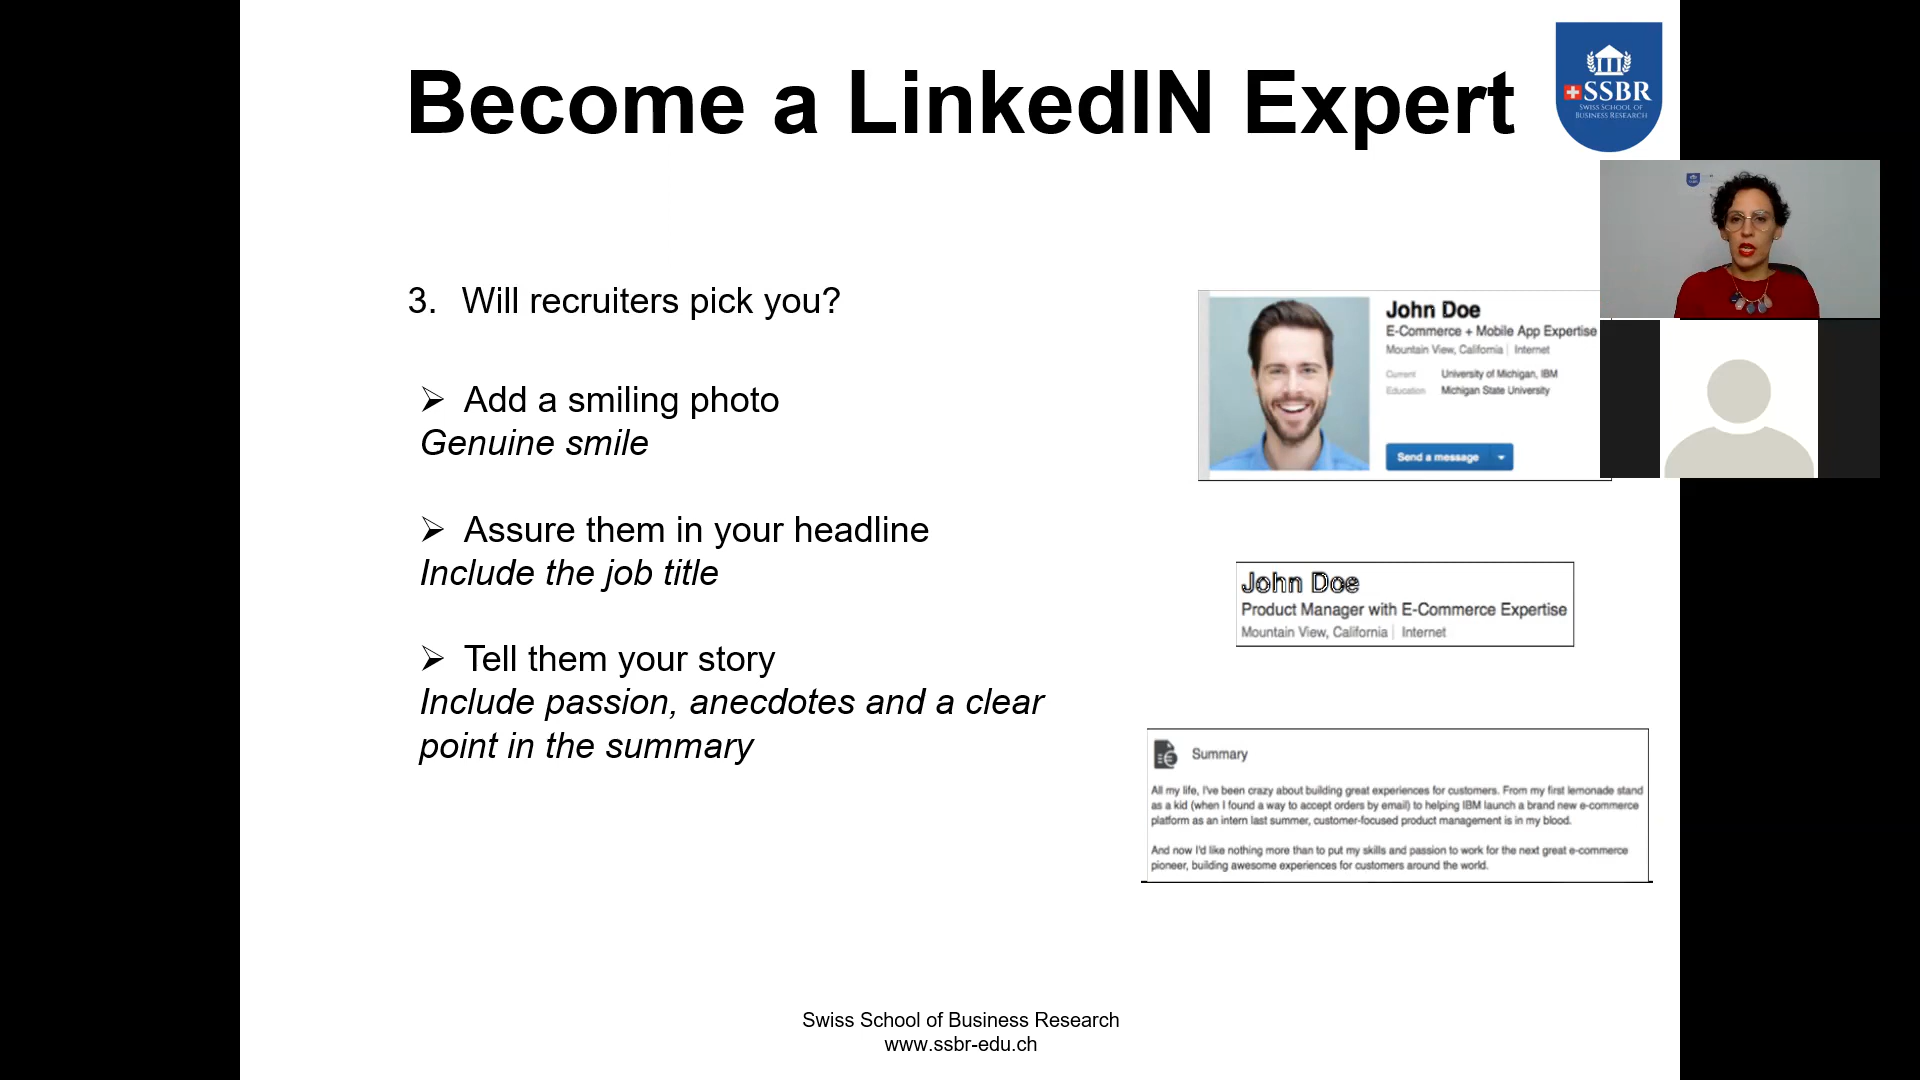 Become a LinkedIN Expert
SSBR
SWISS SCHOOL OF
BUSINESS RESEARCH
3. Will recruiters pick you?
➢ Add a smiling photo
Genuine smile
➢ Assure them in your headline
Include the job title
➢ Tell them your story
Include passion, anecdotes and a clear
point in the summary
John Doe
E-Commerce + Mobile App Expertise
Mountain View, California | Internet
Current University of Michigan, IBM
Education Michigan State University
Send a message
John Doe
Product Manager with E-Commerce Expertise
Mountain View, California | Internet
Summary
All my life, I've been crazy about building great experiences for customers. From my first lemonade stand
as a kid (when I found a way to accept orders by email) to helping IBM launch a brand new e-commerce
platform as an intern last summer, customer-focused product management is in my blood.
And now I'd like nothing more than to put my skills and passion to work for the next great e-commerce
pioneer, building awesome experiences for customers around the world.
Swiss School of Business Research
www.ssbr-edu.ch